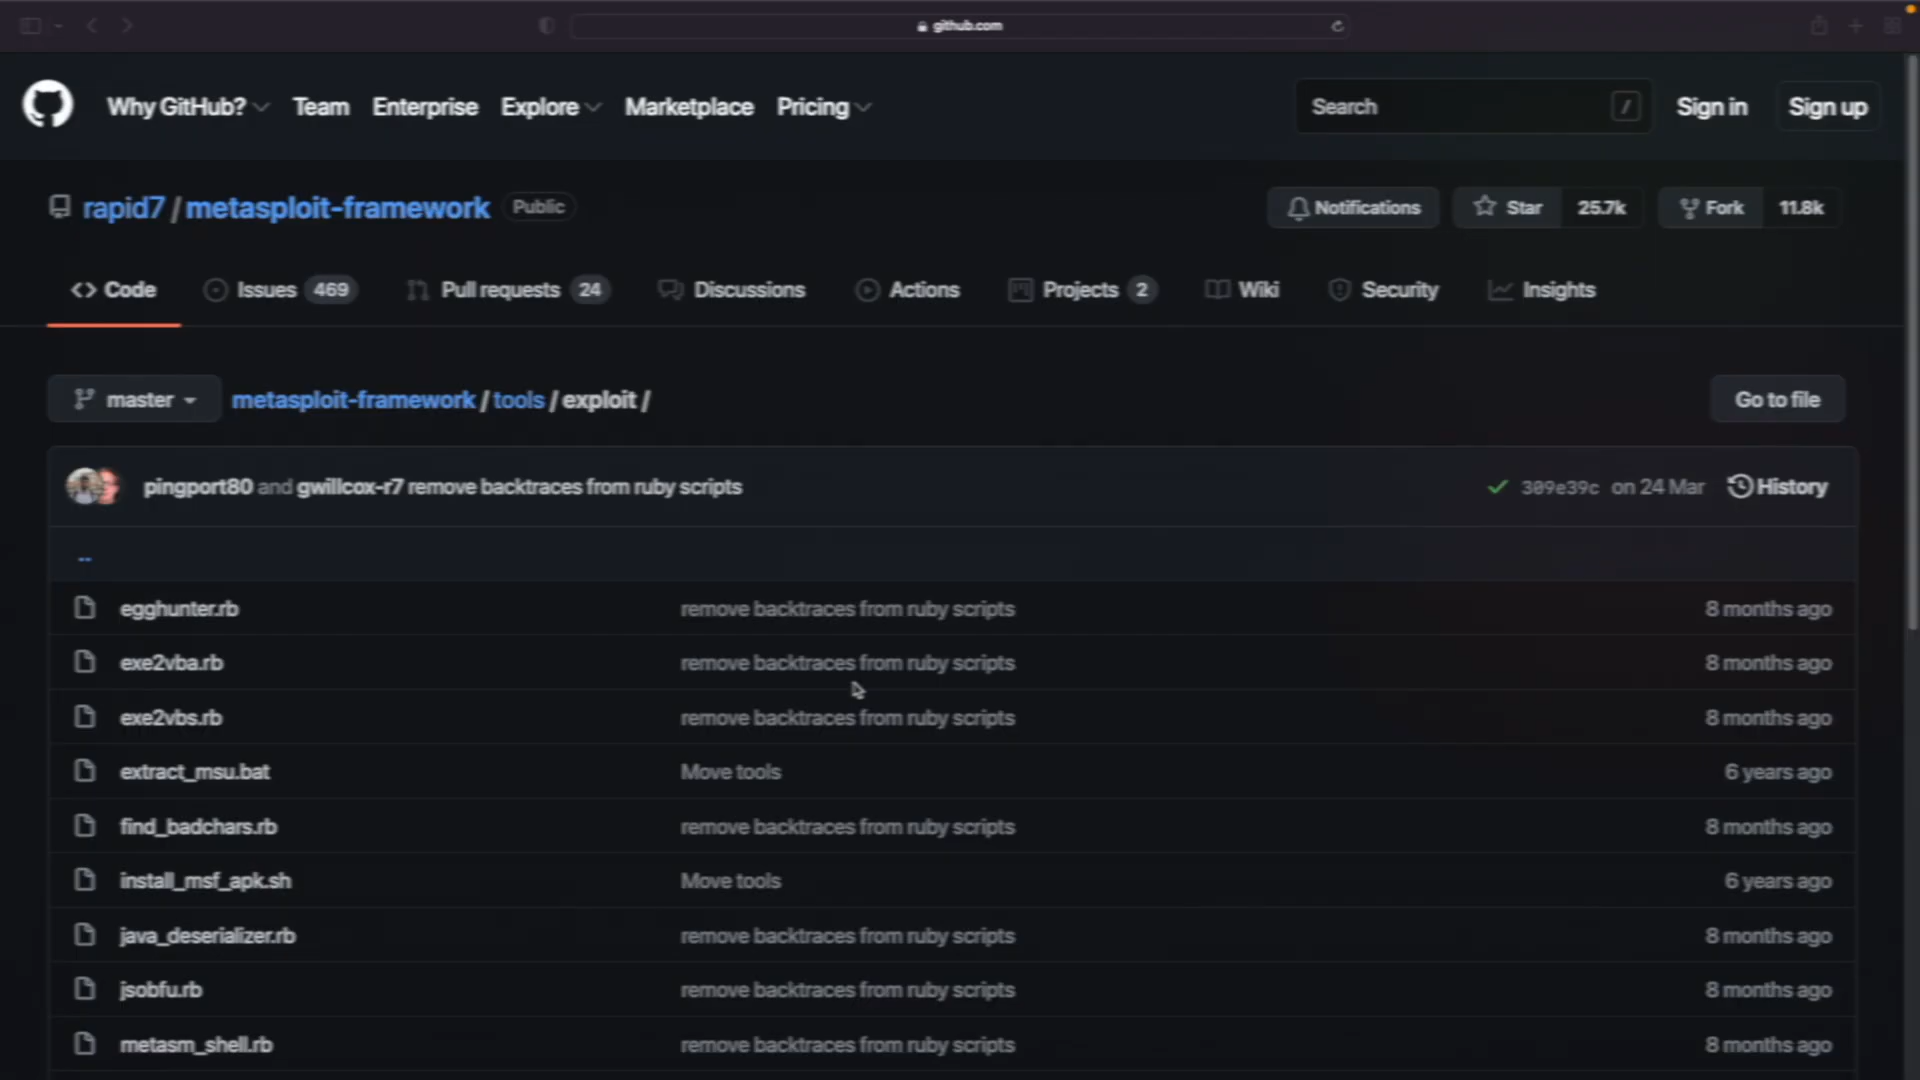 github.com
Why GitHub? Team Enterprise Explore Marketplace Pricing Search / Sign in Sign up
rapid7 / metasploit-framework Public Notifications Star 25.7k Fork 11.8k
Code Issues 469 Pull requests 24 Discussions Actions Projects 2 Wiki Security Insights
master metasploit-framework / tools / exploit / Go to file
pingport80 and gwillcox-r7 remove backtraces from ruby scripts 309e39c on 24 Mar History
..
egghunter.rb remove backtraces from ruby scripts 8 months ago
exe2vba.rb remove backtraces from ruby scripts 8 months ago
exe2vbs.rb remove backtraces from ruby scripts 8 months ago
extract_msu.bat Move tools 6 years ago
find_badchars.rb remove backtraces from ruby scripts 8 months ago
install_msf_apk.sh Move tools 6 years ago
java_deserializer.rb remove backtraces from ruby scripts 8 months ago
jsobfu.rb remove backtraces from ruby scripts 8 months ago
metasm_shell.rb remove backtraces from ruby scripts 8 months ago